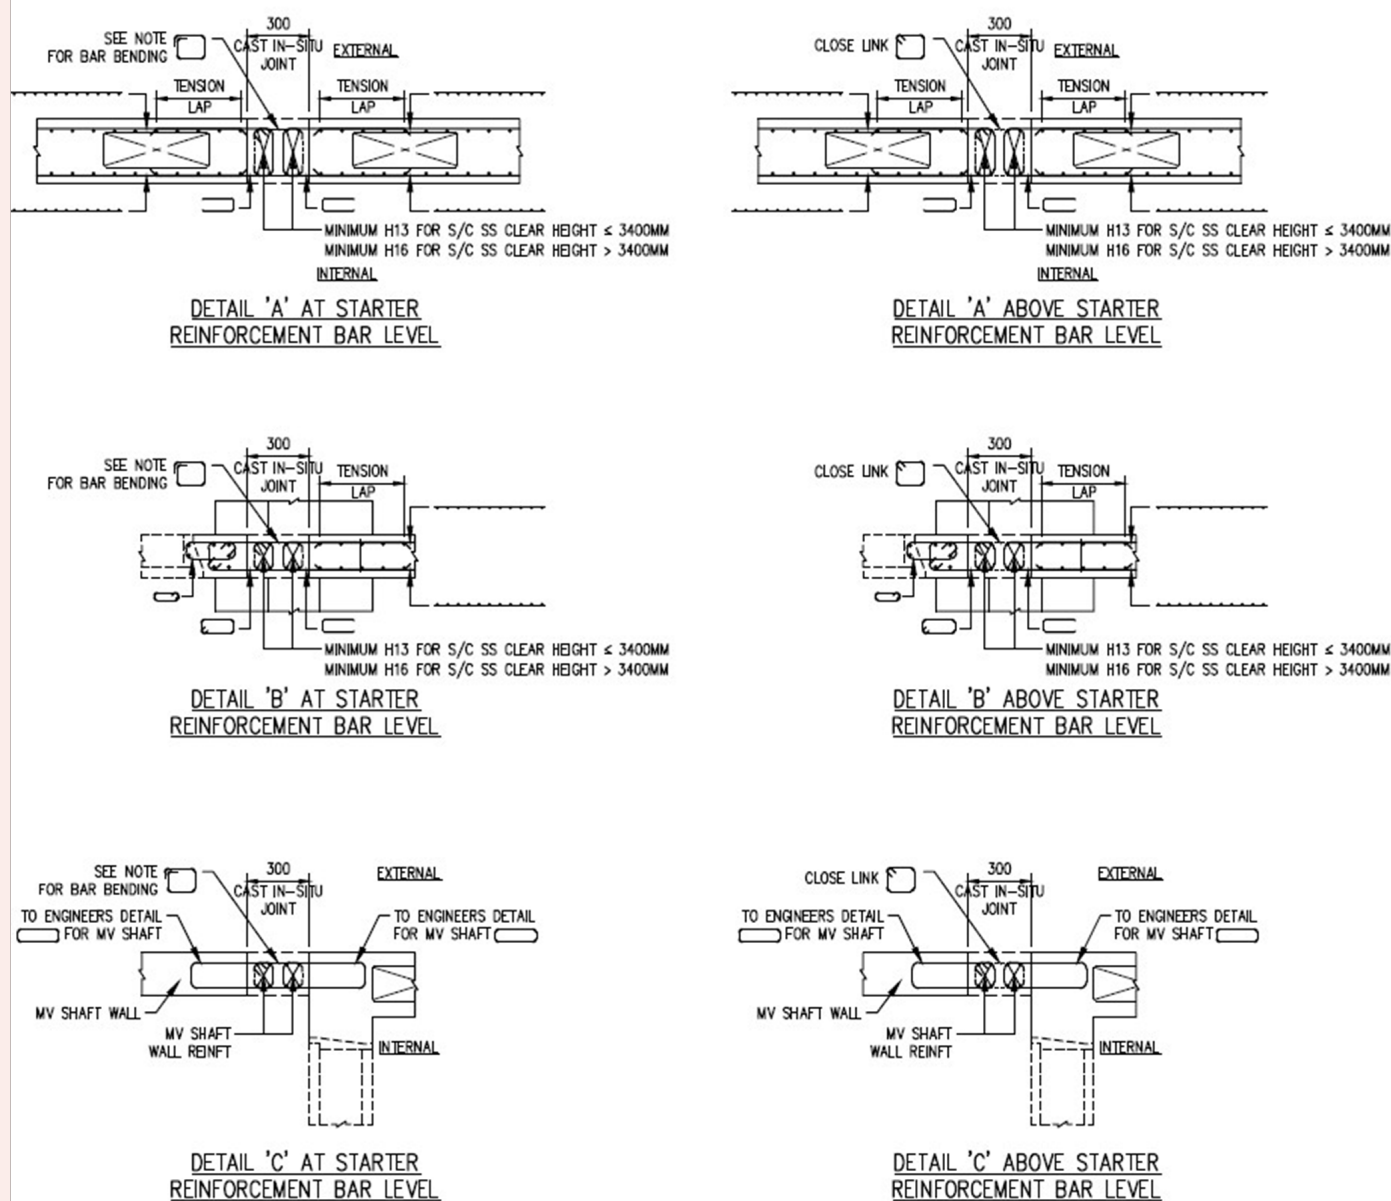 300
SEE NOTE
FOR BAR BENDING
CAST IN-SITU
JOINT
EXTERNAL
TENSION
LAP
TENSION
LAP
MINIMUM H13 FOR S/C SS CLEAR HEIGHT ≤ 3400MM
MINIMUM H16 FOR S/C SS CLEAR HEIGHT > 3400MM
INTERNAL
DETAIL 'A' AT STARTER
REINFORCEMENT BAR LEVEL
300
CLOSE LINK
CAST IN-SITU
JOINT
EXTERNAL
TENSION
LAP
TENSION
LAP
MINIMUM H13 FOR S/C SS CLEAR HEIGHT ≤ 3400MM
MINIMUM H16 FOR S/C SS CLEAR HEIGHT > 3400MM
INTERNAL
DETAIL 'A' ABOVE STARTER
REINFORCEMENT BAR LEVEL
300
SEE NOTE
FOR BAR BENDING
CAST IN-SITU
JOINT
TENSION
LAP
MINIMUM H13 FOR S/C SS CLEAR HEIGHT ≤ 3400MM
MINIMUM H16 FOR S/C SS CLEAR HEIGHT > 3400MM
DETAIL 'B' AT STARTER
REINFORCEMENT BAR LEVEL
300
CLOSE LINK
CAST IN-SITU
JOINT
TENSION
LAP
MINIMUM H13 FOR S/C SS CLEAR HEIGHT ≤ 3400MM
MINIMUM H16 FOR S/C SS CLEAR HEIGHT > 3400MM
DETAIL 'B' ABOVE STARTER
REINFORCEMENT BAR LEVEL
300
SEE NOTE
FOR BAR BENDING
CAST IN-SITU
JOINT
EXTERNAL
TO ENGINEERS DETAIL
FOR MV SHAFT
TO ENGINEERS DETAIL
FOR MV SHAFT
MV SHAFT WALL
MV SHAFT
WALL REINFT
INTERNAL
DETAIL 'C' AT STARTER
REINFORCEMENT BAR LEVEL
300
CLOSE LINK
CAST IN-SITU
JOINT
EXTERNAL
TO ENGINEERS DETAIL
FOR MV SHAFT
TO ENGINEERS DETAIL
FOR MV SHAFT
MV SHAFT WALL
MV SHAFT
WALL REINFT
INTERNAL
DETAIL 'C' ABOVE STARTER
REINFORCEMENT BAR LEVEL